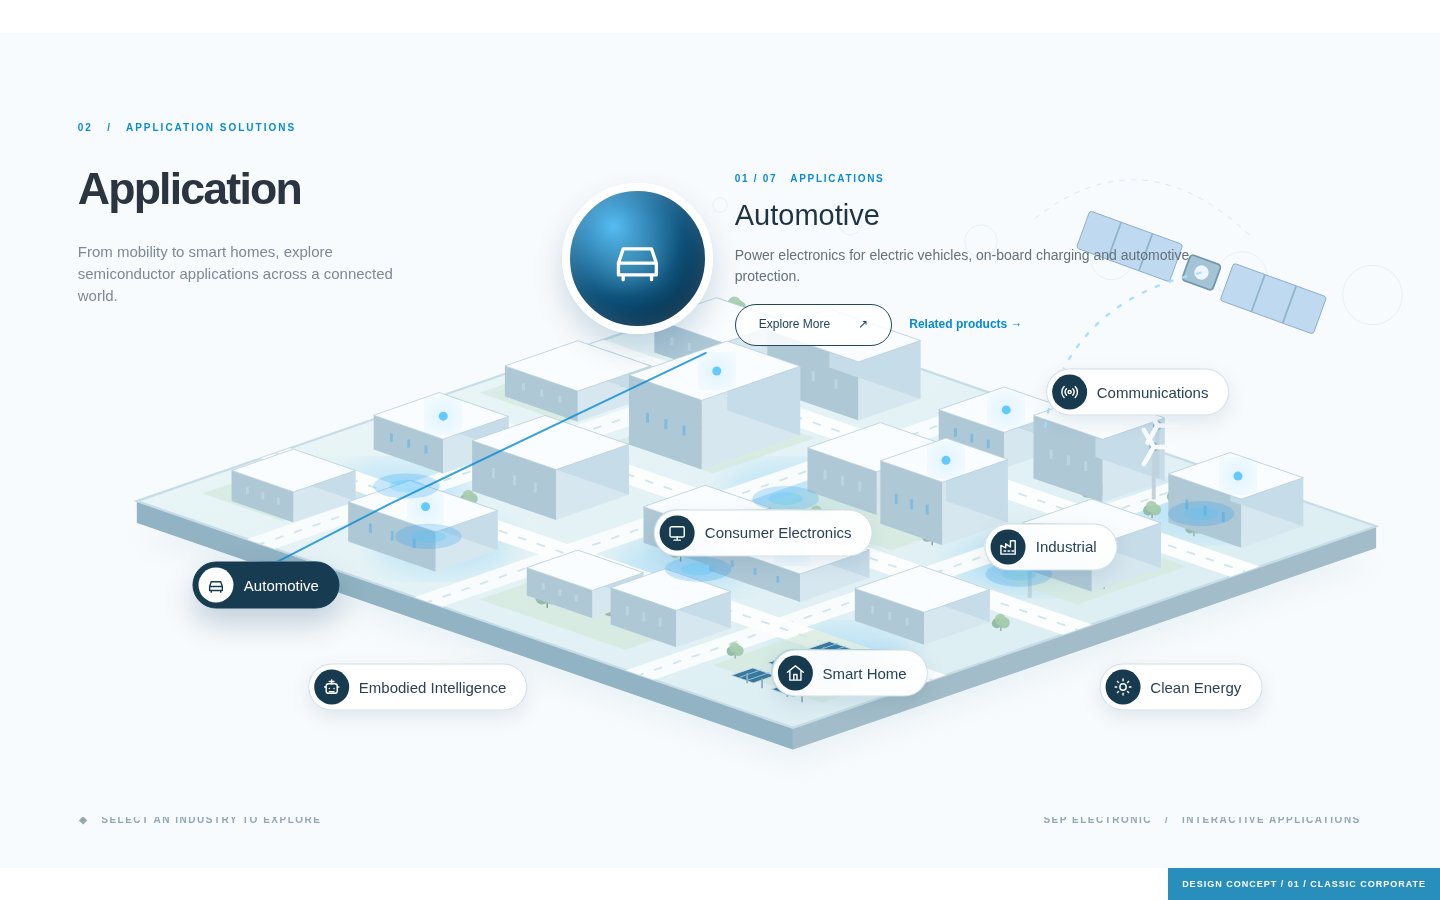 02 / APPLICATION SOLUTIONS
Application
From mobility to smart homes, explore
semiconductor applications across a connected
world.
01 / 07 APPLICATIONS
Automotive
Power electronics for electric vehicles, on-board charging and automotive
protection.
Explore More ↗
Related products →
Communications
Consumer Electronics
Industrial
Automotive
Smart Home
Embodied Intelligence
Clean Energy
◆ SELECT AN INDUSTRY TO EXPLORE
SEP ELECTRONIC / INTERACTIVE APPLICATIONS
DESIGN CONCEPT / 01 / CLASSIC CORPORATE